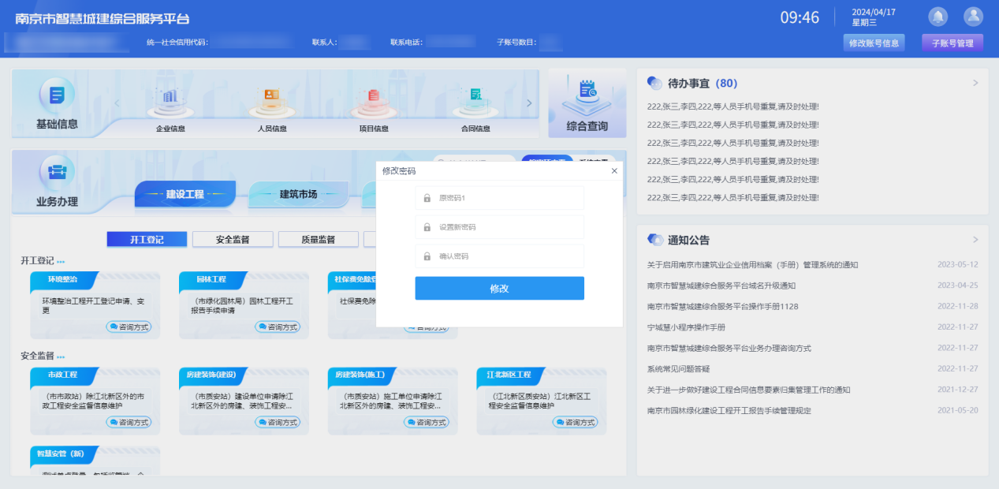 南京市智慧城建综合服务平台
09:46
2024/04/17
星期三
统一社会信用代码:
联系人:
联系电话:
子账号数目:
修改账号信息
子账号管理
基础信息
企业信息
人员信息
项目信息
合同信息
综合查询
业务办理
建设工程
建筑市场
开工登记
安全监督
质量监督
开工登记
环境整治
环境整治工程开工登记申请、变
更
咨询方式
园林工程
（市绿化园林局）园林工程开工
报告手续申请
咨询方式
社保费免除登
社保费免除
咨询方式
安全监督
市政工程
（市市政站）除江北新区外的市
政工程安全监督信息维护
咨询方式
房建装饰(建设)
（市质安站）建设单位申请除江
北新区外的房建、装饰工程安...
咨询方式
房建装饰(施工)
（市质安站）施工单位申请除江
北新区外的房建、装饰工程安...
咨询方式
江北新区工程
（江北新区质安站）江北新区工
程安全监督信息维护
咨询方式
智慧安管（新）
修改密码
原密码1
设置新密码
确认密码
修改
待办事宜（80）
222,张三,李四,222,等人员手机号重复,请及时处理!
222,张三,李四,222,等人员手机号重复,请及时处理!
222,张三,李四,222,等人员手机号重复,请及时处理!
222,张三,李四,222,等人员手机号重复,请及时处理!
222,张三,李四,222,等人员手机号重复,请及时处理!
222,张三,李四,222,等人员手机号重复,请及时处理!
通知公告
关于启用南京市建筑业企业信用档案（手册）管理系统的通知 2023-05-12
南京市智慧城建综合服务平台域名升级通知 2023-04-25
南京市智慧城建综合服务平台操作手册1128 2022-11-28
宁城慧小程序操作手册 2022-11-27
南京市智慧城建综合服务平台业务办理咨询方式 2022-11-27
系统常见问题答疑 2022-11-27
关于进一步做好建设工程合同信息要素归集管理工作的通知 2021-12-27
南京市园林绿化建设工程开工报告手续管理规定 2021-05-20